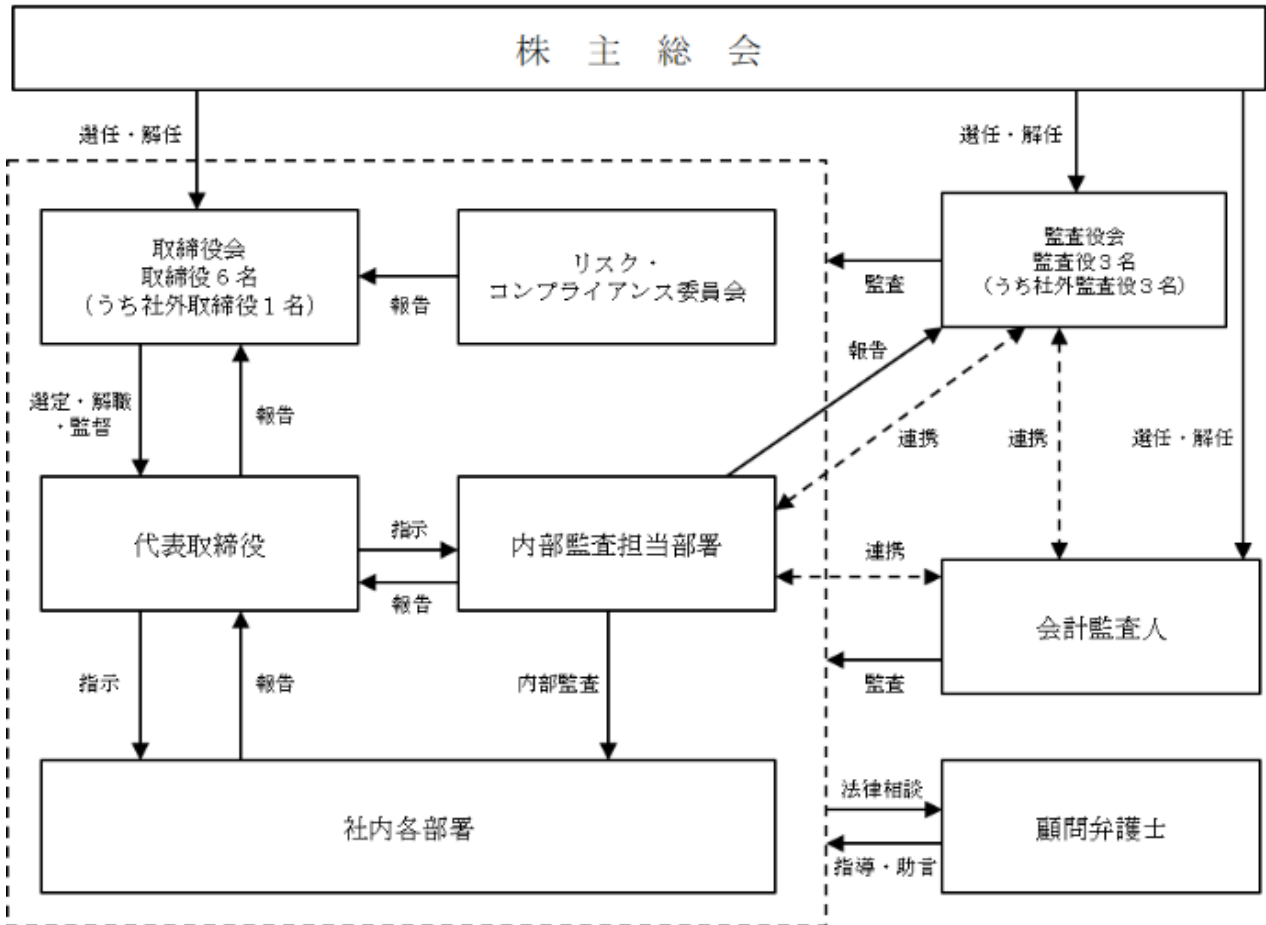 株主総会
選任・解任
選任・解任
取締役会
取締役６名
（うち社外取締役１名）
リスク・
コンプライアンス委員会
監査役会
監査役３名
（うち社外監査役３名）
報告
監査
報告
選定・解職
・監督
報告
連携
連携
選任・解任
代表取締役
指示
報告
内部監査担当部署
連携
会計監査人
指示
報告
内部監査
監査
社内各部署
法律相談
指導・助言
顧問弁護士